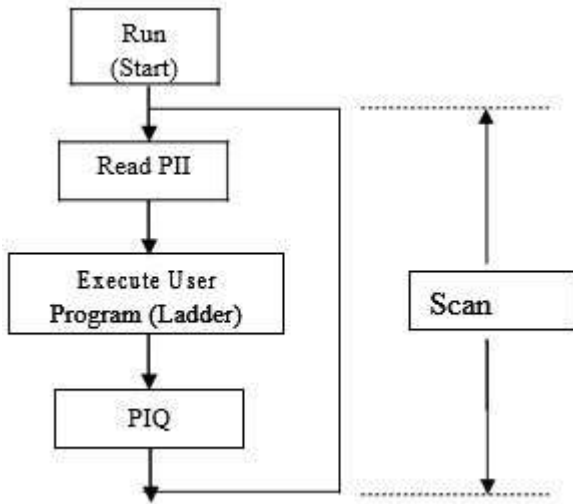 Run
(Start)
Read PII
Execute User
Program (Ladder)
Scan
PIQ